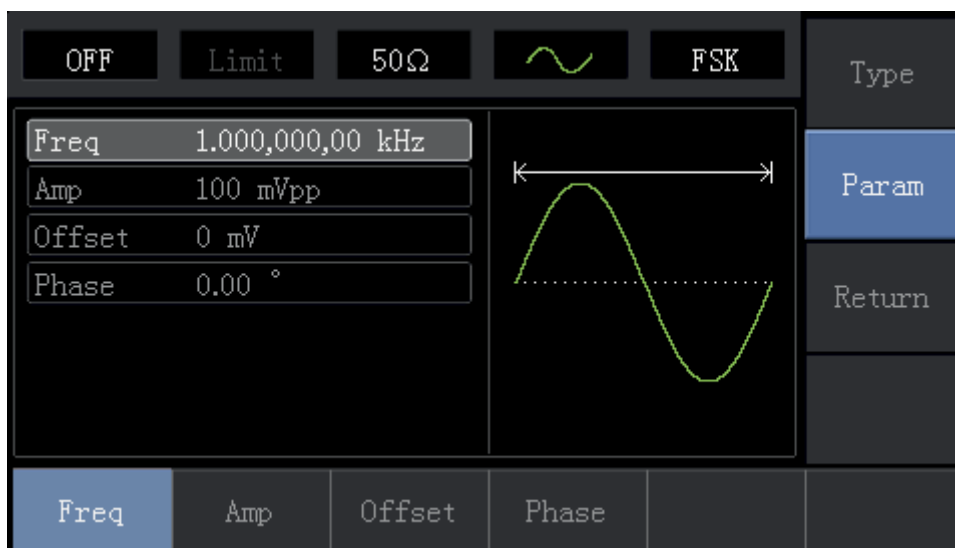 OFF Limit 50Ω FSK
Type
Freq 1.000,000,00 kHz
Amp 100 mVpp
Offset 0 mV
Phase 0.00 °
Param
Return
Freq Amp Offset Phase